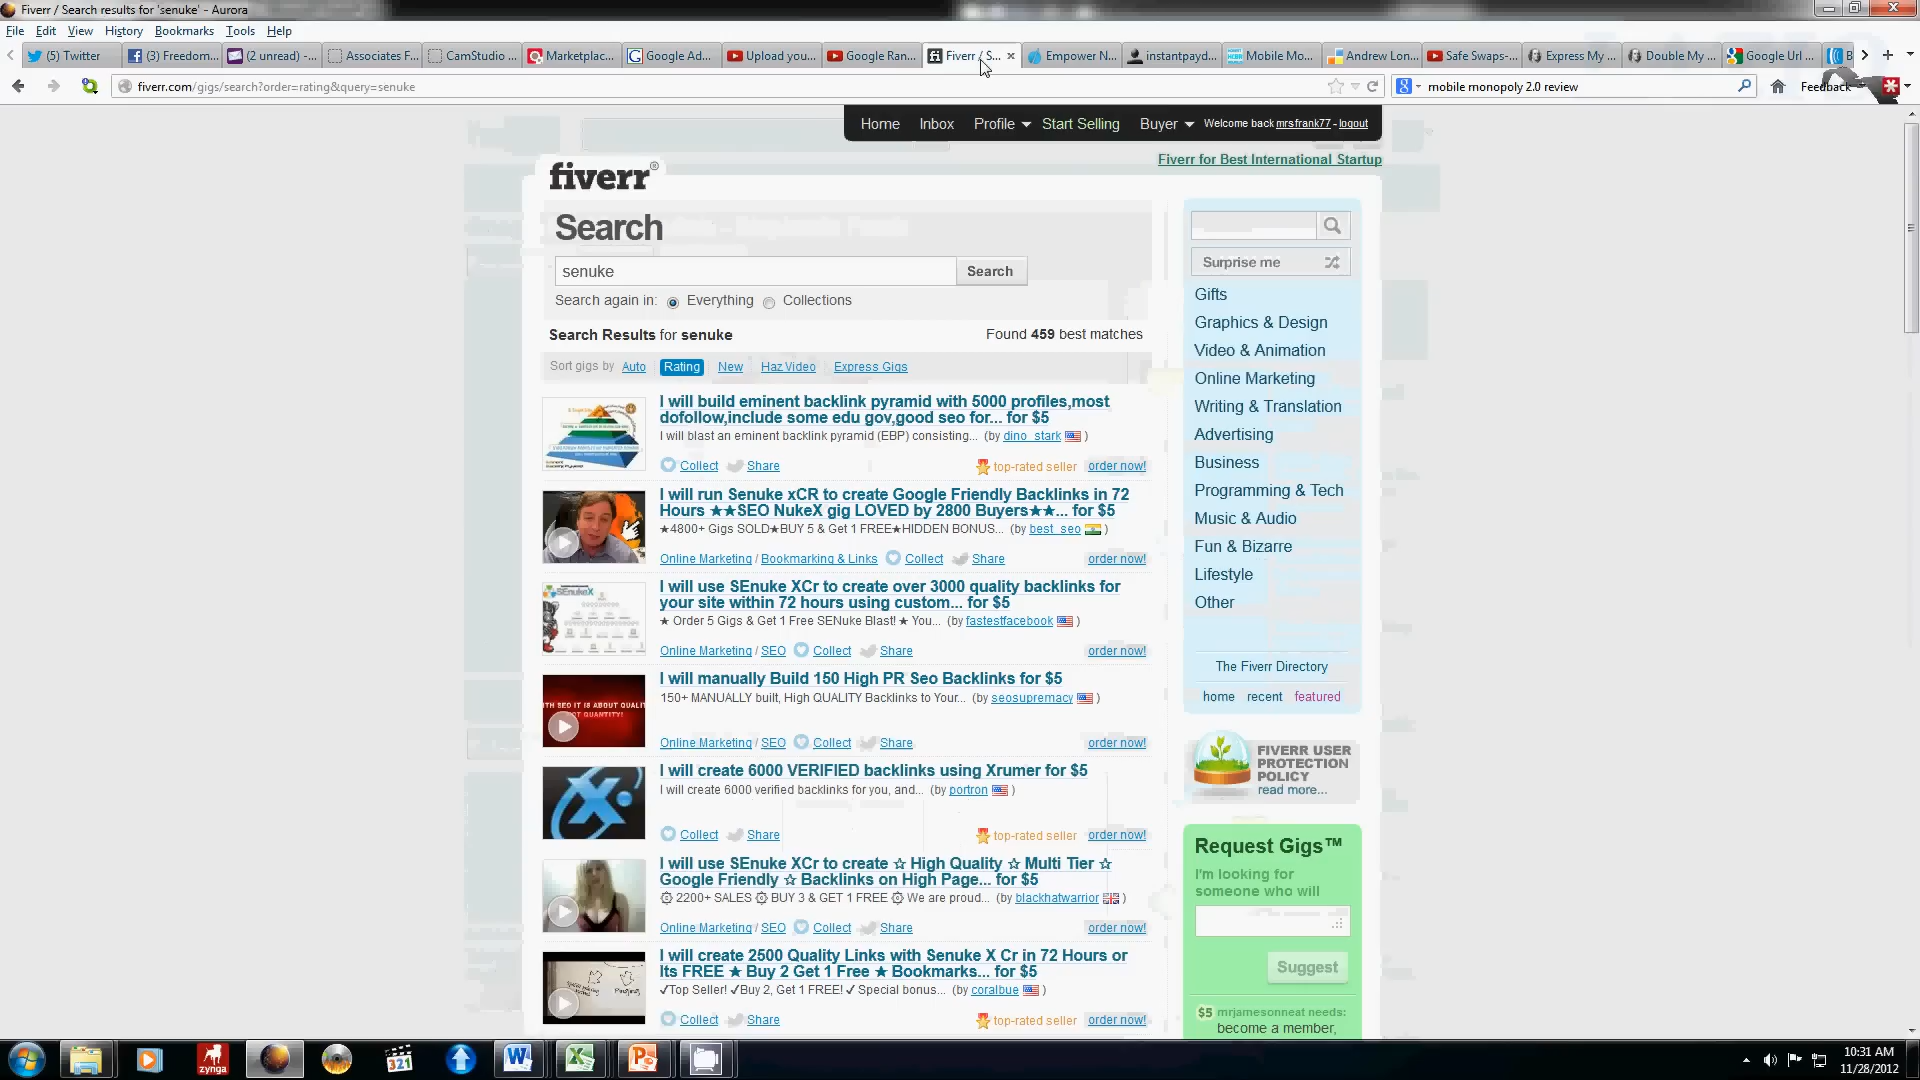 Fiverr / Search results for 'senuke' - Aurora
File Edit View History Bookmarks Tools Help
(5) Twitter
(3) Freedom...
(2 unread) -...
Associates F...
CamStudio ...
Marketplac...
Google Ad...
Upload you...
Google Ran...
Fiverr / S...
Empower N...
instantpayd...
Mobile Mo...
Andrew Lon...
Safe Swaps-...
Express My ...
Double My ...
Google Url ...
fiverr.com/gigs/search?order=rating&query=senuke
mobile monopoly 2.0 review
Feedback
Home Inbox Profile Start Selling Buyer Welcome back mrsfrank77 - logout
Fiverr for Best International Startup
fiverr®
Search
senuke
Search
Search again in: Everything Collections
Search Results for senuke
Found 459 best matches
Sort gigs by Auto Rating New Haz Video Express Gigs
I will build eminent backlink pyramid with 5000 profiles,most
dofollow,include some edu gov,good seo for... for $5
I will blast an eminent backlink pyramid (EBP) consisting... (by dino_stark )
Collect Share top-rated seller order now!
I will run Senuke xCR to create Google Friendly Backlinks in 72
Hours ★★SEO NukeX gig LOVED by 2800 Buyers★★... for $5
★4800+ Gigs SOLD★BUY 5 & Get 1 FREE★HIDDEN BONUS... (by best_seo )
Online Marketing / Bookmarking & Links Collect Share order now!
SEnukeX
I will use SEnuke XCr to create over 3000 quality backlinks for
your site within 72 hours using custom... for $5
★ Order 5 Gigs & Get 1 Free SENuke Blast! ★ You... (by fastestfacebook )
Online Marketing / SEO Collect Share order now!
I will manually Build 150 High PR Seo Backlinks for $5
150+ MANUALLY built, High QUALITY Backlinks to Your... (by seosupremacy )
Online Marketing / SEO Collect Share order now!
TH SEO IT IS ABOUT QUALIT
NOT QUANTITY!
I will create 6000 VERIFIED backlinks using Xrumer for $5
I will create 6000 verified backlinks for you, and... (by portron )
Collect Share top-rated seller order now!
I will use SEnuke XCr to create ☆ High Quality ☆ Multi Tier ☆
Google Friendly ☆ Backlinks on High Page... for $5
2200+ SALES BUY 3 & GET 1 FREE We are proud... (by blackhatwarrior )
Online Marketing / SEO Collect Share order now!
I will create 2500 Quality Links with Senuke X Cr in 72 Hours or
Its FREE ★ Buy 2 Get 1 Free ★ Bookmarks... for $5
✓Top Seller! ✓Buy 2, Get 1 FREE! ✓ Special bonus... (by coralbue )
Collect Share top-rated seller order now!
Pinging
Surprise me
Gifts
Graphics & Design
Video & Animation
Online Marketing
Writing & Translation
Advertising
Business
Programming & Tech
Music & Audio
Fun & Bizarre
Lifestyle
Other
The Fiverr Directory
home recent featured
FIVERR USER
PROTECTION
POLICY
read more...
Request Gigs™
I'm looking for
someone who will
Suggest
$5 mrjamesonneat needs:
become a member,
zynga
321
10:31 AM
11/28/2012